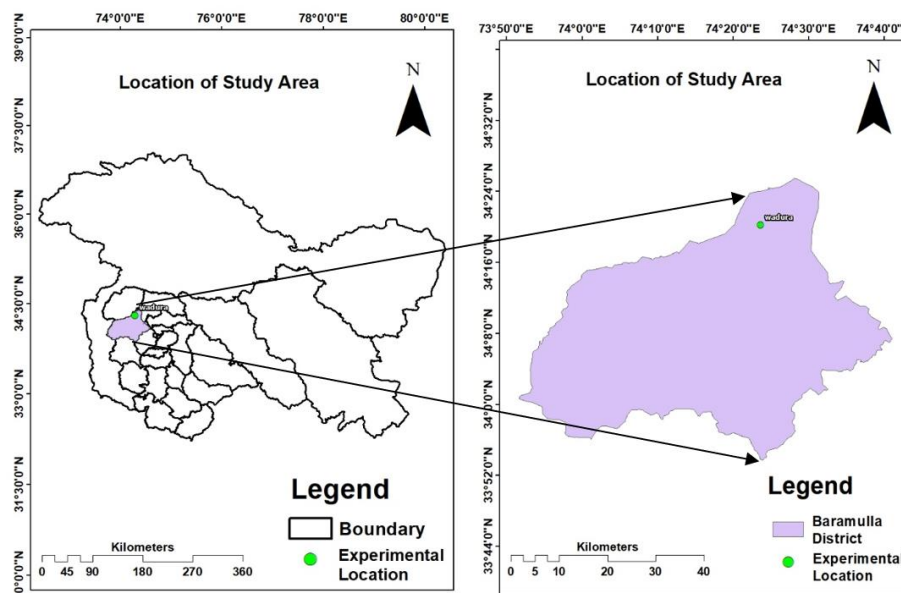 74°0'0"E 76°0'0"E 78°0'0"E 80°0'0"E
39°0'0"N
37°30'0"N
36°0'0"N
34°30'0"N
33°0'0"N
31°30'0"N
0°0'0"N
Location of Study Area
N
wadura
Legend
Boundary
Experimental
Location
Kilometers
0 45 90 180 270 360
73°50'0"E 74°0'0"E 74°10'0"E 74°20'0"E 74°30'0"E 74°40'0"E
34°32'0"N
34°24'0"N
34°16'0"N
34°8'0"N
34°0'0"N
33°52'0"N
33°44'0"N
Location of Study Area
N
wadura
Legend
Baramulla
District
Experimental
Location
Kilometers
0 5 10 20 30 40